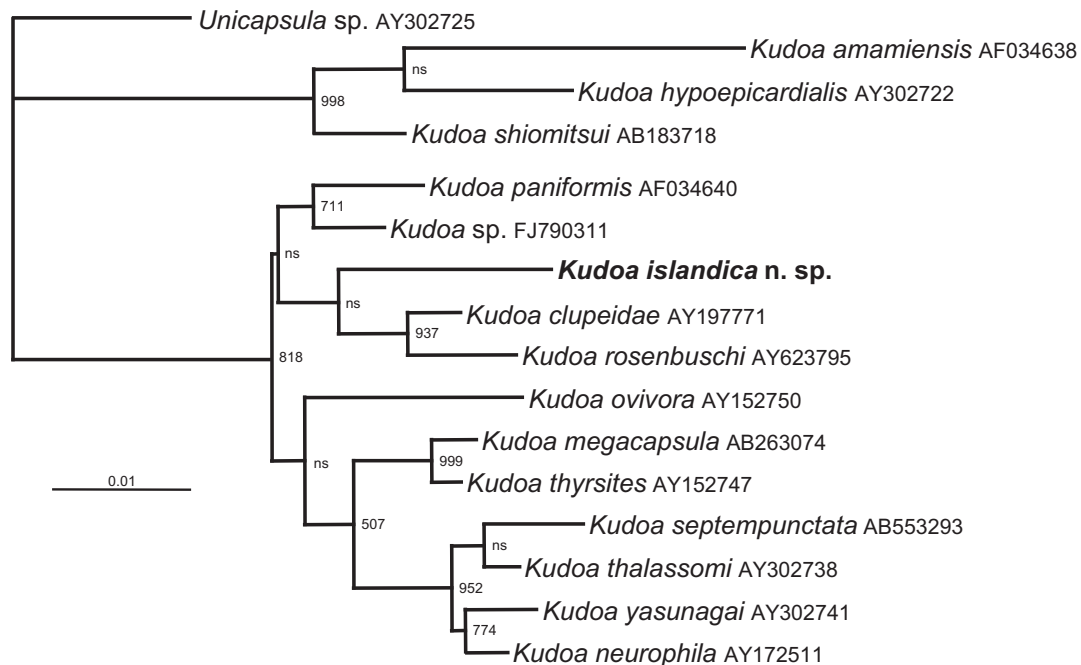 Unicapsula sp. AY302725
Kudoa amamiensis AF034638
ns
Kudoa hypoepicardialis AY302722
998
Kudoa shiomitsui AB183718
Kudoa paniformis AF034640
711
Kudoa sp. FJ790311
ns
Kudoa islandica n. sp.
ns
Kudoa clupeidae AY197771
937
Kudoa rosenbuschi AY623795
818
Kudoa ovivora AY152750
Kudoa megacapsula AB263074
ns
999
0.01
Kudoa thyrsites AY152747
Kudoa septempunctata AB553293
507
ns
Kudoa thalassomi AY302738
952
Kudoa yasunagai AY302741
774
Kudoa neurophila AY172511